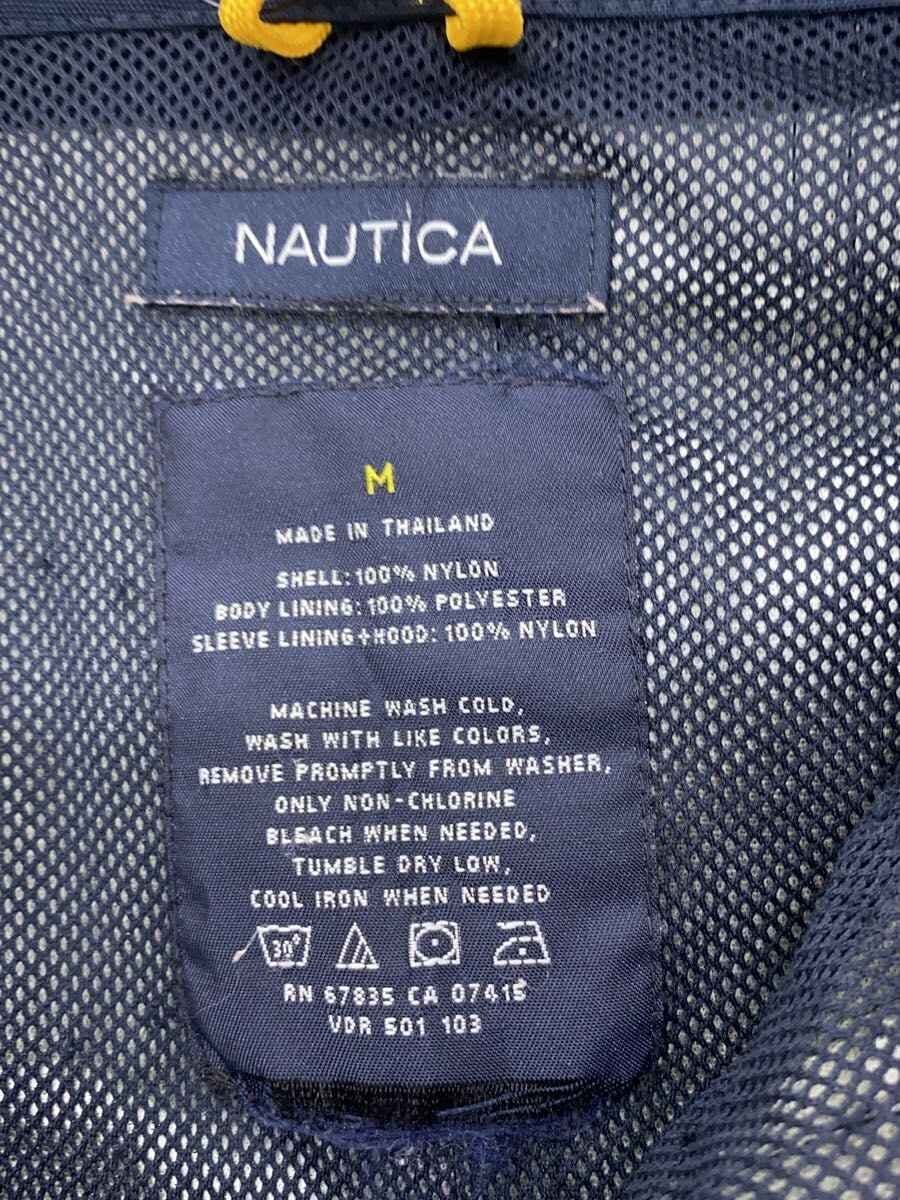 NAUTICA
M
MADE IN THAILAND
SHELL: 100% NYLON
BODY LINING: 100% POLYESTER
SLEEVE LINING+HOOD: 100% NYLON
MACHINE WASH COLD,
WASH WITH LIKE COLORS,
REMOVE PROMPTLY FROM WASHER,
ONLY NON-CHLORINE
BLEACH WHEN NEEDED,
TUMBLE DRY LOW,
COOL IRON WHEN NEEDED
30°
RN 67835 CA 07415
VDR 501 103